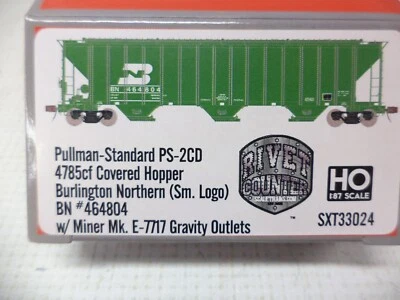 BN 464804
Pullman-Standard PS-2CD
4785cf Covered Hopper
Burlington Northern (Sm. Logo)
BN #464804
w/ Miner Mk. E-7717 Gravity Outlets
RIVET
COUNTER
HO
1:87 SCALE
SXT33024